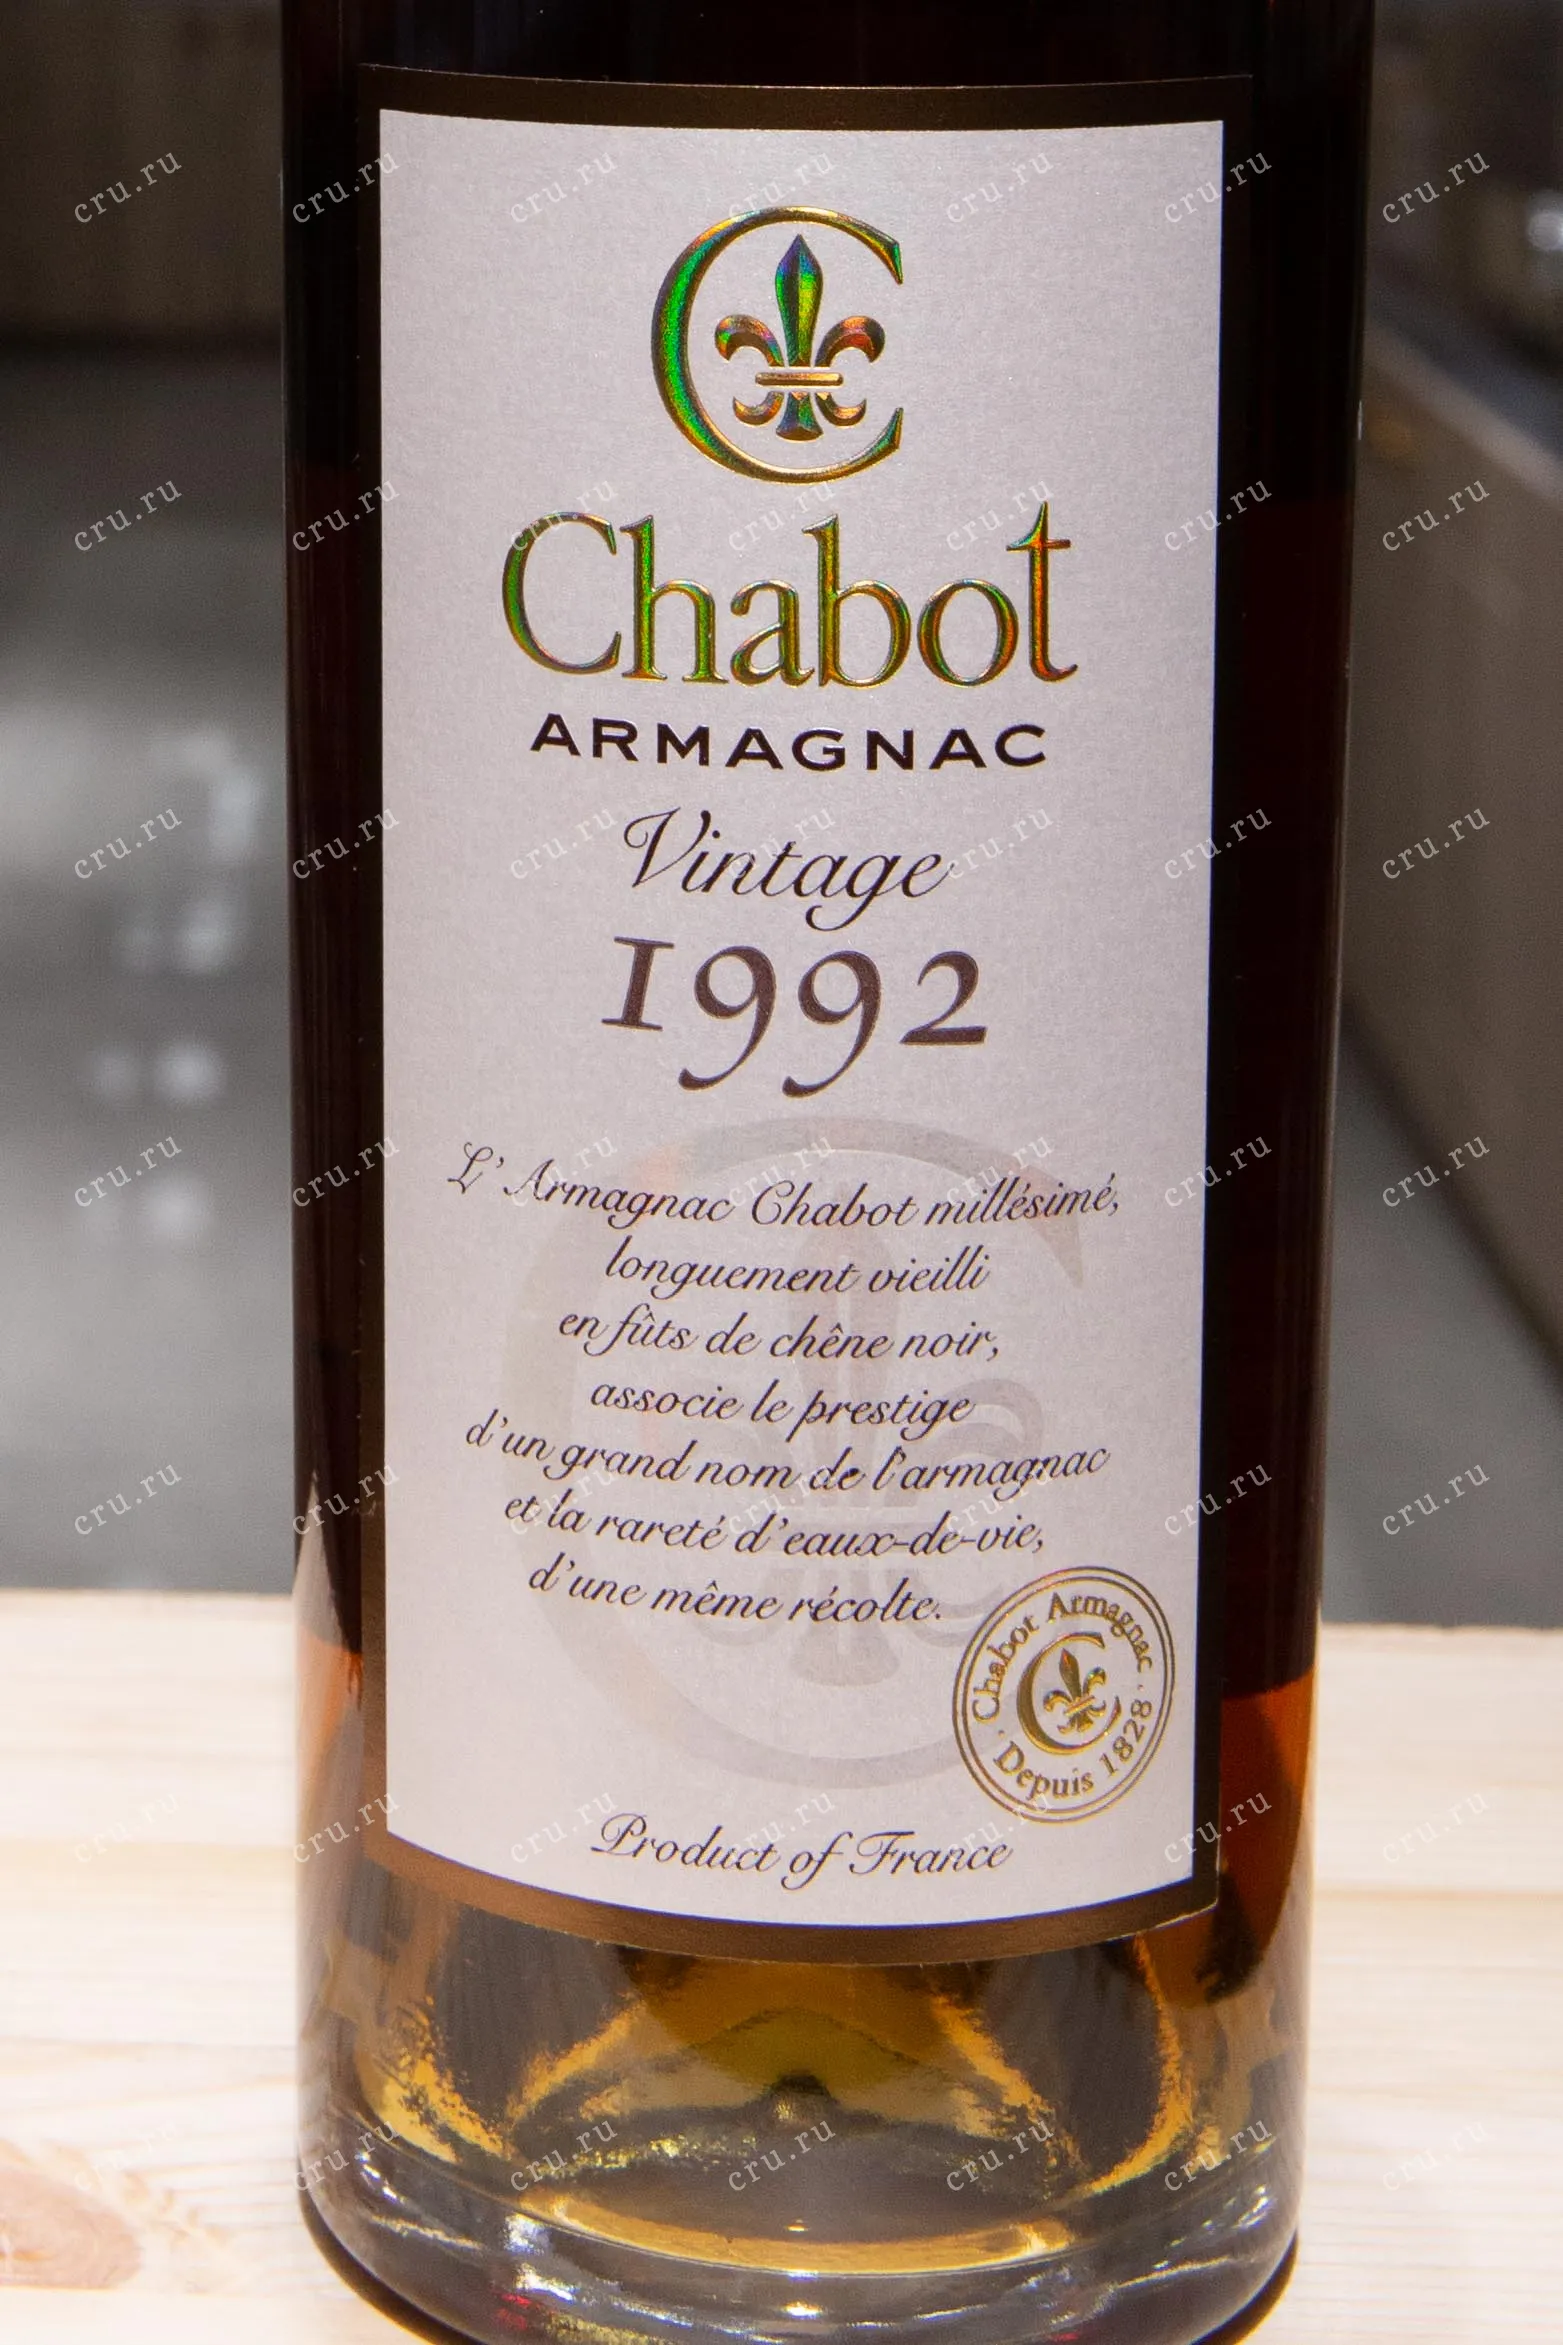 Chabot
ARMAGNAC
Vintage
1992
L'Armagnac Chabot millésimé,
longuement vieilli
en fûts de chêne noir,
associe le prestige
d'un grand nom de l'armagnac
et la rareté d'eaux-de-vie,
d'une même récolte.
Chabot Armagnac
Depuis 1828
Product of France
cru.ru